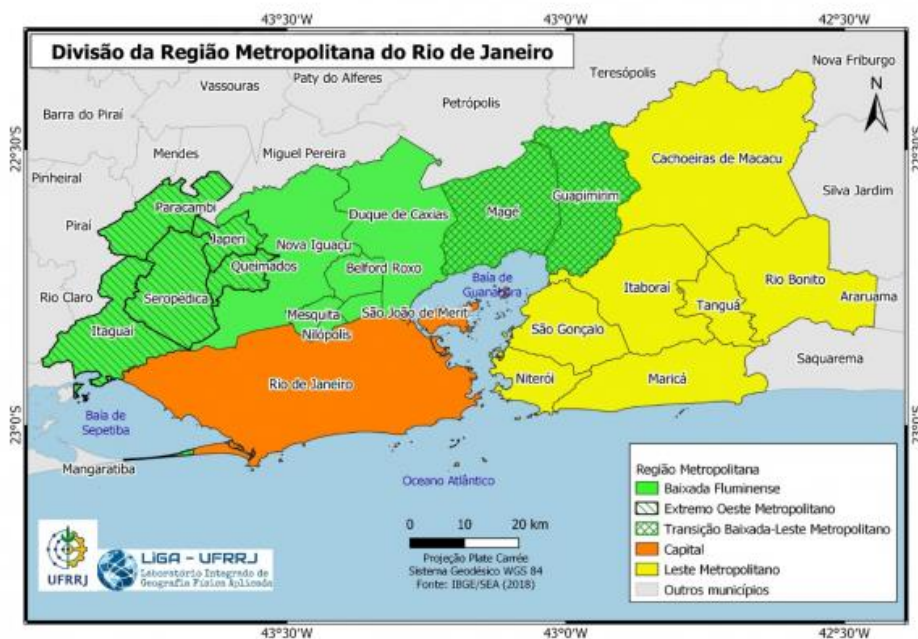 43°30'W
43°0'W
42°30'W
Divisão da Região Metropolitana do Rio de Janeiro
Nova Friburgo
Teresópolis
Paty do Alferes
Vassouras
Petrópolis
N
Barra do Piraí
22°30'S
22°30'S
Mendes
Miguel Pereira
Cachoeiras de Macacu
Pinheiral
Silva Jardim
Paracambi
Guapimirim
Magé
Duque de Caxias
Piraí
Japeri
Nova Iguaçu
Queimados
Belford Roxo
Baía de
Guanabara
Rio Claro
Seropédica
Itaboraí
Rio Bonito
Araruama
Tanguá
Itaguaí
Mesquita
São João de Merit
Nilópolis
São Gonçalo
Saquarema
Rio de Janeiro
Niterói
Maricá
Baía de
Sepetiba
23°0'S
23°0'S
Mangaratiba
Oceano Atlântico
Região Metropolitana
Baixada Fluminense
Extremo Oeste Metropolitano
Transição Baixada-Leste Metropolitano
Capital
Leste Metropolitano
Outros municípios
0 10 20 km
Projeção Plate Carrée
Sistema Geodésico WGS 84
Fonte: IBGE/SEA (2018)
UFRRJ
LiGA - UFRRJ
Laboratório Integrado de
Geografia Física Aplicada
43°30'W
43°0'W
42°30'W